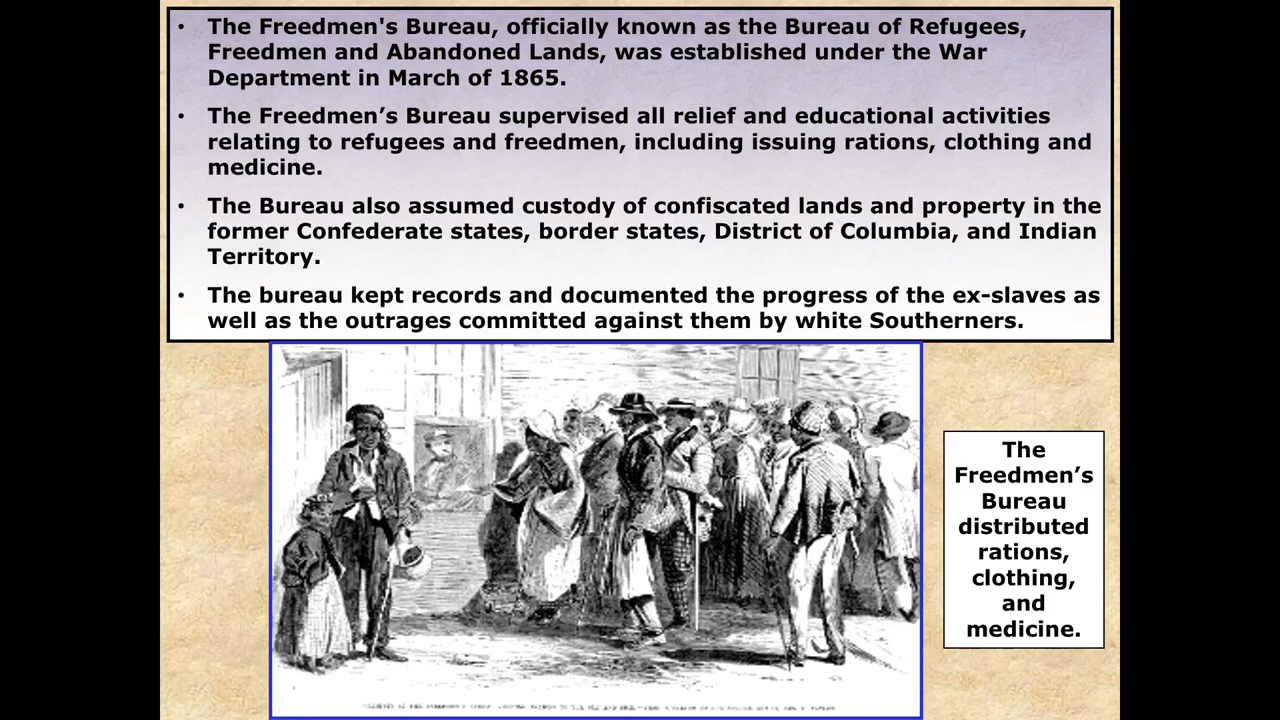 • The Freedmen's Bureau, officially known as the Bureau of Refugees,
Freedmen and Abandoned Lands, was established under the War
Department in March of 1865.
• The Freedmen’s Bureau supervised all relief and educational activities
relating to refugees and freedmen, including issuing rations, clothing and
medicine.
• The Bureau also assumed custody of confiscated lands and property in the
former Confederate states, border states, District of Columbia, and Indian
Territory.
• The bureau kept records and documented the progress of the ex-slaves as
well as the outrages committed against them by white Southerners.
The
Freedmen’s
Bureau
distributed
rations,
clothing,
and
medicine.